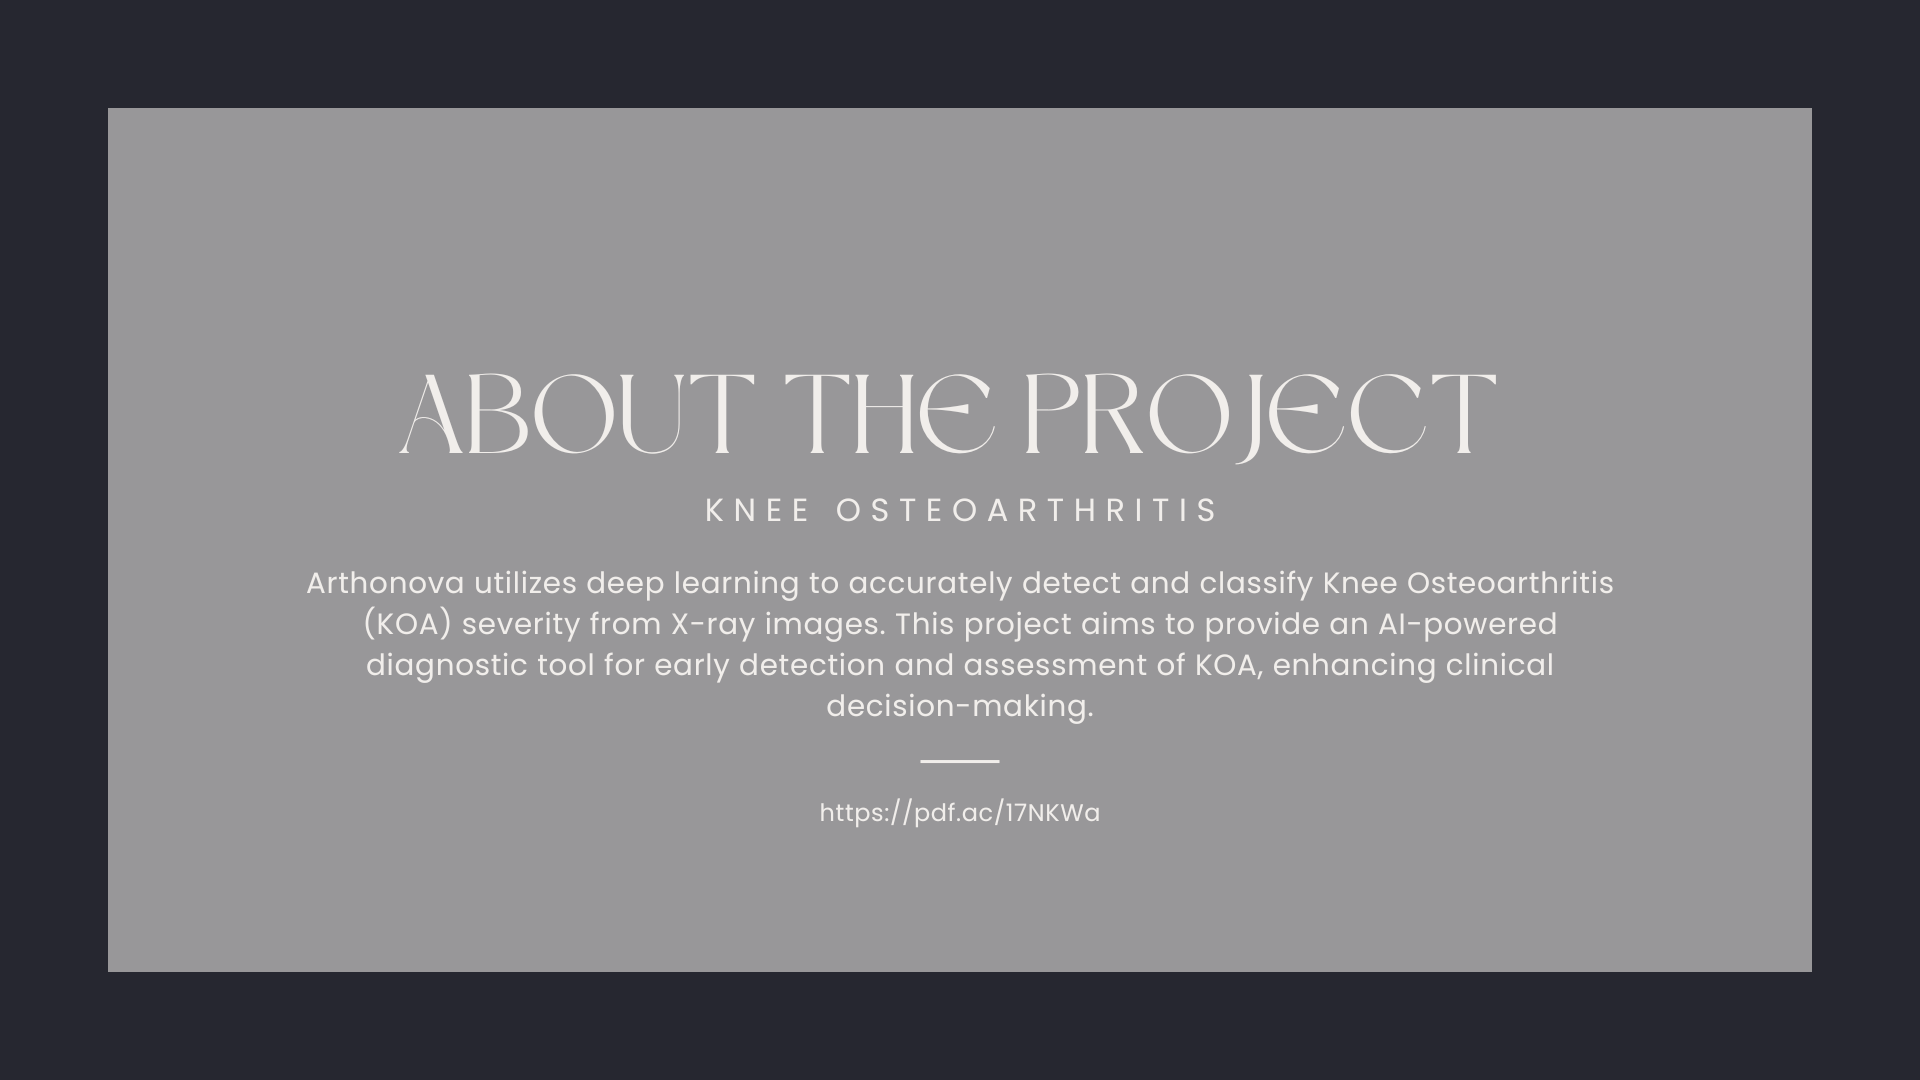 ABOUT THE PROJECT
KNEE OSTEOARTHRITIS
Arthonova utilizes deep learning to accurately detect and classify Knee Osteoarthritis
(KOA) severity from X-ray images. This project aims to provide an AI-powered
diagnostic tool for early detection and assessment of KOA, enhancing clinical
decision-making.
https://pdf.ac/17NKWa